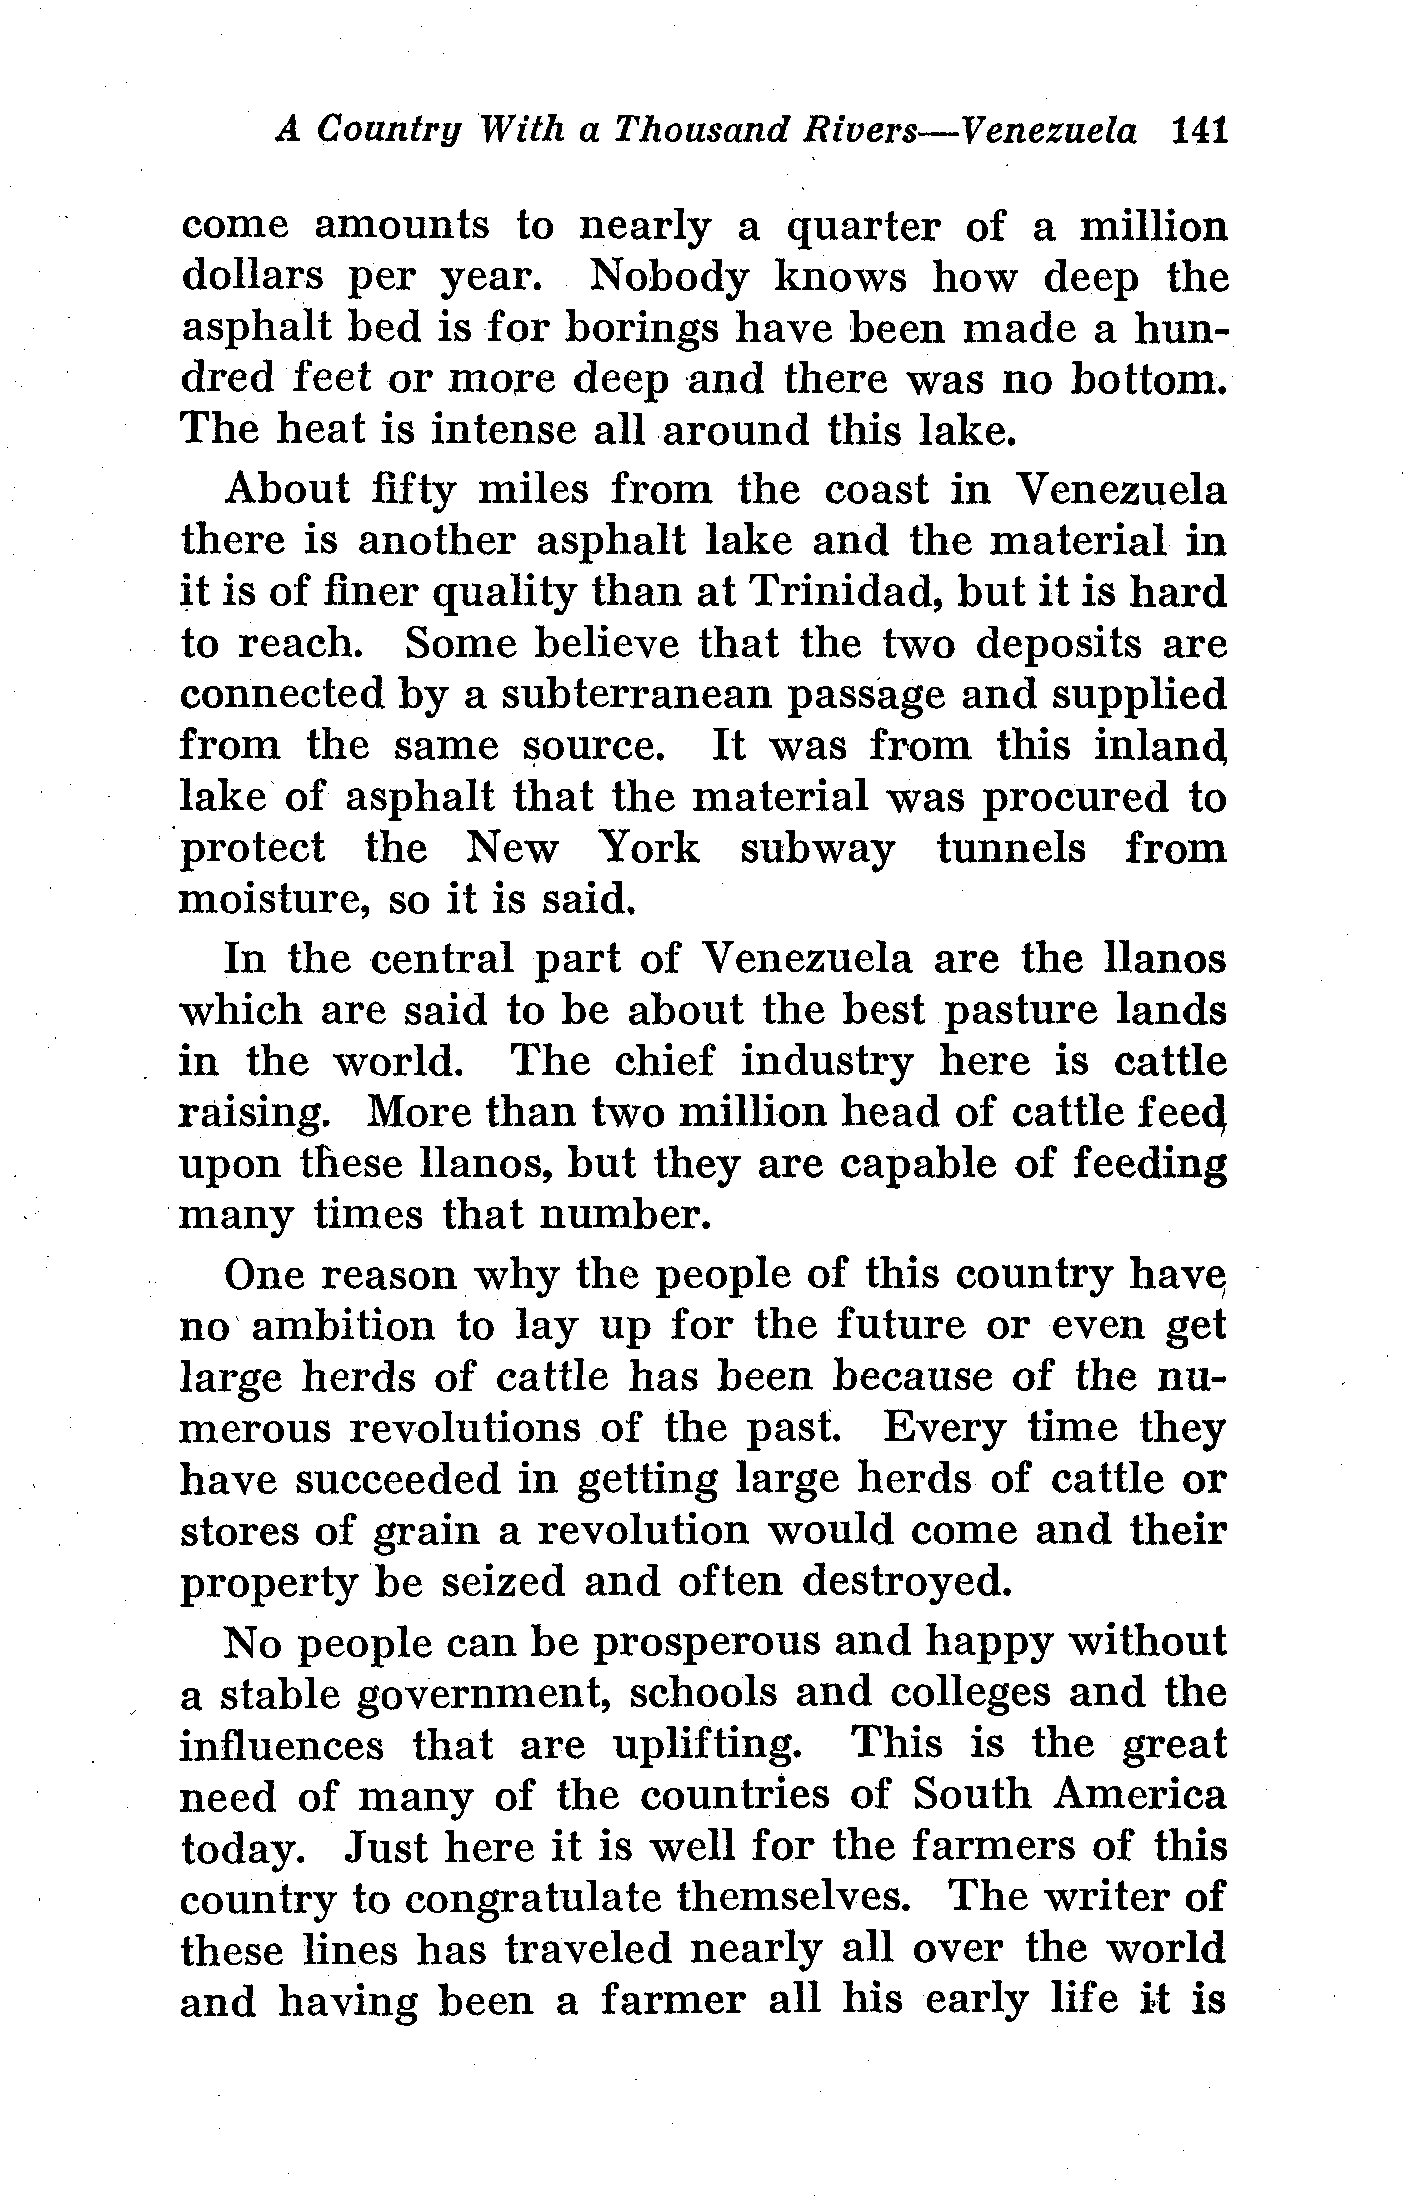 A Country With a Thousand Rivers—Venezuela 141
come amounts to nearly a quarter of a million
dollars per year. Nobody knows how deep the
asphalt bed is for borings have been made a hun-
dred feet or more deep and there was no bottom.
The heat is intense all around this lake.
About fifty miles from the coast in Venezuela
there is another asphalt lake and the material in
it is of finer quality than at Trinidad, but it is hard
to reach. Some believe that the two deposits are
connected by a subterranean passage and supplied
from the same source. It was from this inland
lake of asphalt that the material was procured to
protect the New York subway tunnels from
moisture, so it is said.
In the central part of Venezuela are the llanos
which are said to be about the best pasture lands
in the world. The chief industry here is cattle
raising. More than two million head of cattle feed
upon these llanos, but they are capable of feeding
many times that number.
One reason why the people of this country have
no ambition to lay up for the future or even get
large herds of cattle has been because of the nu-
merous revolutions of the past. Every time they
have succeeded in getting large herds of cattle or
stores of grain a revolution would come and their
property be seized and often destroyed.
No people can be prosperous and happy without
a stable government, schools and colleges and the
influences that are uplifting. This is the great
need of many of the countries of South America
today. Just here it is well for the farmers of this
country to congratulate themselves. The writer of
these lines has traveled nearly all over the world
and having been a farmer all his early life it is